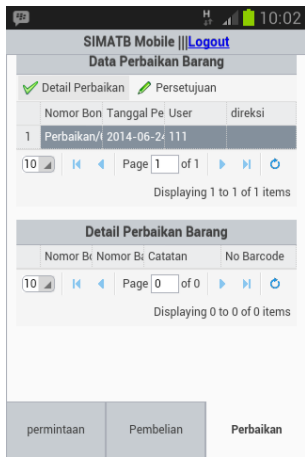 H 10:02
SIMATB Mobile |||Logout
Data Perbaikan Barang
Detail Perbaikan Persetujuan
Nomor Bon Tanggal Pe User direksi
1 Perbaikan/ 2014-06-24 111
10 Page 1 of 1
Displaying 1 to 1 of 1 items
Detail Perbaikan Barang
Nomor Bo Nomor Ba Catatan No Barcode
10 Page 0 of 0
Displaying 0 to 0 of 0 items
permintaan Pembelian Perbaikan